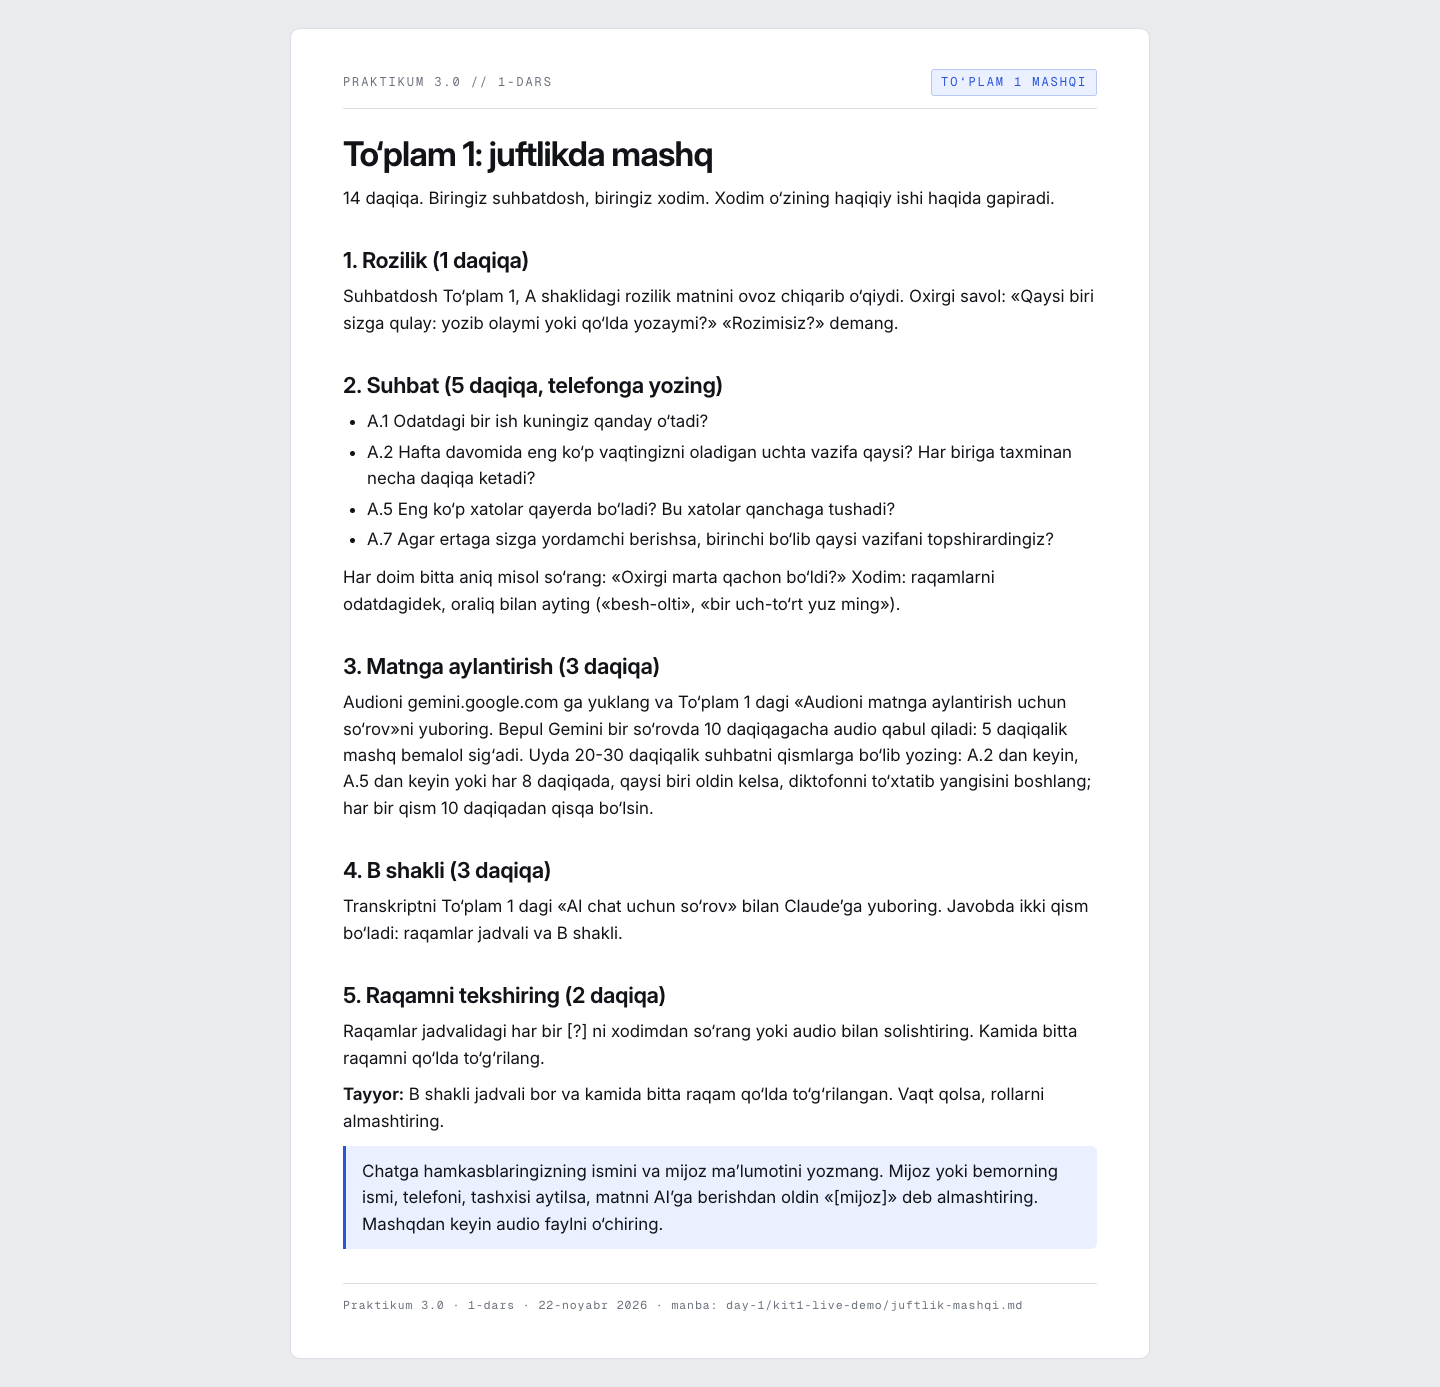 PRAKTIKUM 3.0 // 1-DARS
TO‘PLAM 1 MASHQI
To‘plam 1: juftlikda mashq
14 daqiqa. Biringiz suhbatdosh, biringiz xodim. Xodim o‘zining haqiqiy ishi haqida gapiradi.
1. Rozilik (1 daqiqa)
Suhbatdosh To‘plam 1, A shaklidagi rozilik matnini ovoz chiqarib o‘qiydi. Oxirgi savol: «Qaysi biri
sizga qulay: yozib olaymi yoki qo‘lda yozaymi?» «Rozimisiz?» demang.
2. Suhbat (5 daqiqa, telefonga yozing)
• A.1 Odatdagi bir ish kuningiz qanday o‘tadi?
• A.2 Hafta davomida eng ko‘p vaqtingizni oladigan uchta vazifa qaysi? Har biriga taxminan
necha daqiqa ketadi?
• A.5 Eng ko‘p xatolar qayerda bo‘ladi? Bu xatolar qanchaga tushadi?
• A.7 Agar ertaga sizga yordamchi berishsa, birinchi bo‘lib qaysi vazifani topshirardingiz?
Har doim bitta aniq misol so‘rang: «Oxirgi marta qachon bo‘ldi?» Xodim: raqamlarni
odatdagidek, oraliq bilan ayting («besh-olti», «bir uch-to‘rt yuz ming»).
3. Matnga aylantirish (3 daqiqa)
Audioni gemini.google.com ga yuklang va To‘plam 1 dagi «Audioni matnga aylantirish uchun
so‘rov»ni yuboring. Bepul Gemini bir so‘rovda 10 daqiqagacha audio qabul qiladi: 5 daqiqalik
mashq bemalol sig‘adi. Uyda 20-30 daqiqalik suhbatni qismlarga bo‘lib yozing: A.2 dan keyin,
A.5 dan keyin yoki har 8 daqiqada, qaysi biri oldin kelsa, diktofonni to‘xtatib yangisini boshlang;
har bir qism 10 daqiqadan qisqa bo‘lsin.
4. B shakli (3 daqiqa)
Transkriptni To‘plam 1 dagi «AI chat uchun so‘rov» bilan Claude’ga yuboring. Javobda ikki qism
bo‘ladi: raqamlar jadvali va B shakli.
5. Raqamni tekshiring (2 daqiqa)
Raqamlar jadvalidagi har bir [?] ni xodimdan so‘rang yoki audio bilan solishtiring. Kamida bitta
raqamni qo‘lda to‘g‘rilang.
Tayyor: B shakli jadvali bor va kamida bitta raqam qo‘lda to‘g‘rilangan. Vaqt qolsa, rollarni
almashtiring.
Chatga hamkasblaringizning ismini va mijoz ma’lumotini yozmang. Mijoz yoki bemorning
ismi, telefoni, tashxisi aytilsa, matnni AI’ga berishdan oldin «[mijoz]» deb almashtiring.
Mashqdan keyin audio faylni o‘chiring.
Praktikum 3.0 · 1-dars · 22-noyabr 2026 · manba: day-1/kit1-live-demo/juftlik-mashqi.md